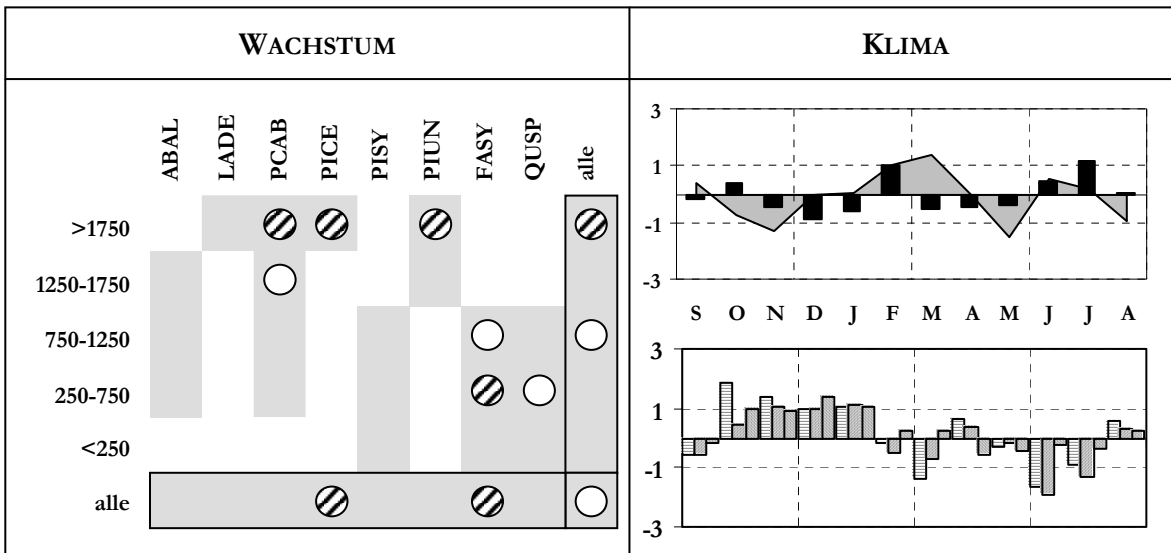 WACHSTUM
KLIMA
ABAL LADE PCAB PICE PISY PIUN FASY QUSP alle
>1750
1250-1750
750-1250
250-750
<250
alle
3
1
-1
-3
S O N D J F M A M J J A
3
1
-1
-3